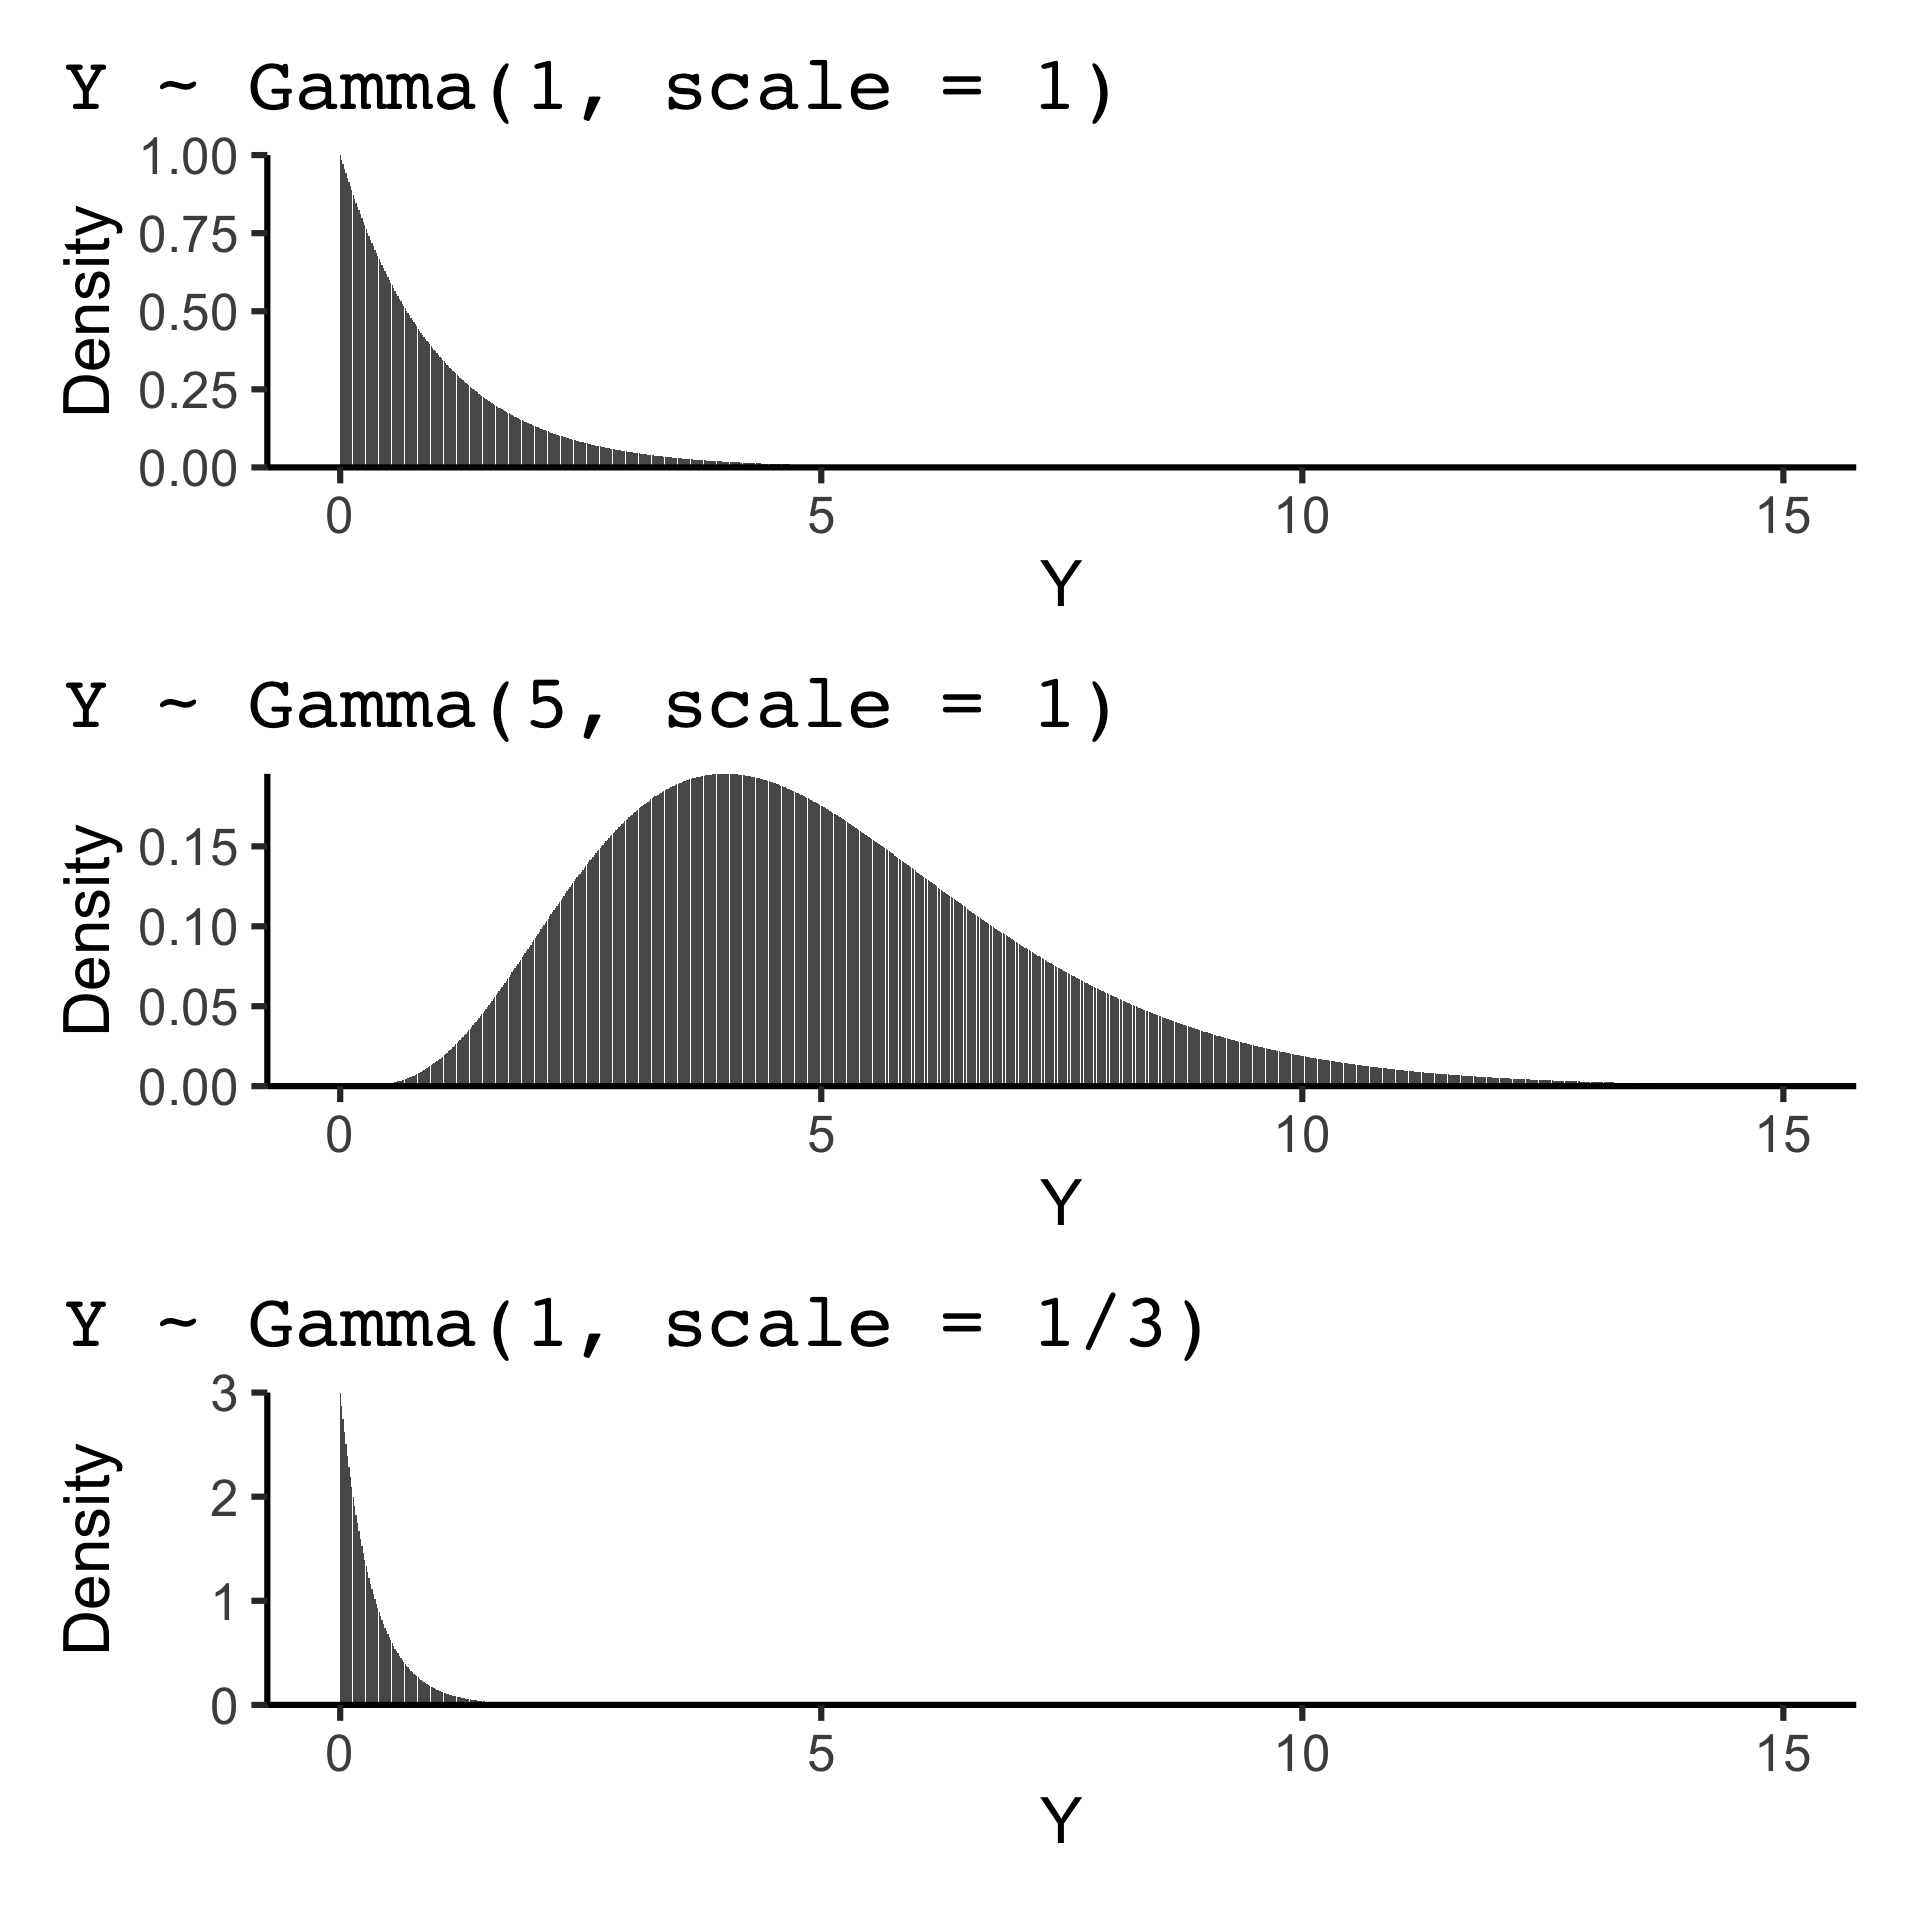 Y ~ Gamma(1, scale = 1)
1.00
0.75
0.50
0.25
0.00
Density
0 5 10 15
Y
Y ~ Gamma(5, scale = 1)
0.15
0.10
0.05
0.00
Density
0 5 10 15
Y
Y ~ Gamma(1, scale = 1/3)
3
2
1
0
Density
0 5 10 15
Y